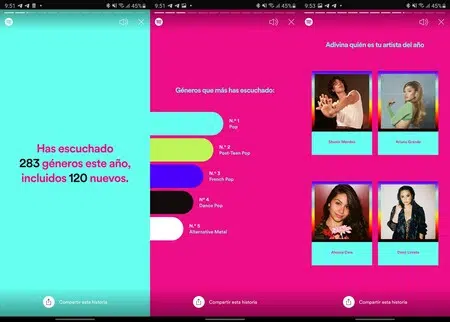 9:51
45%
Has escuchado
283 géneros este año,
incluidos 120 nuevos.
Compartir esta historia
9:51
45%
Géneros que más has escuchado:
N.º 1
Pop
N.º 2
Post-Teen Pop
N.º 3
French Pop
N.º 4
Dance Pop
N.º 5
Alternative Metal
Compartir esta historia
9:53
45%
Adivina quién es tu artista del año
Shawn Mendes
Ariana Grande
Alessia Cara
Demi Lovato
Compartir esta historia